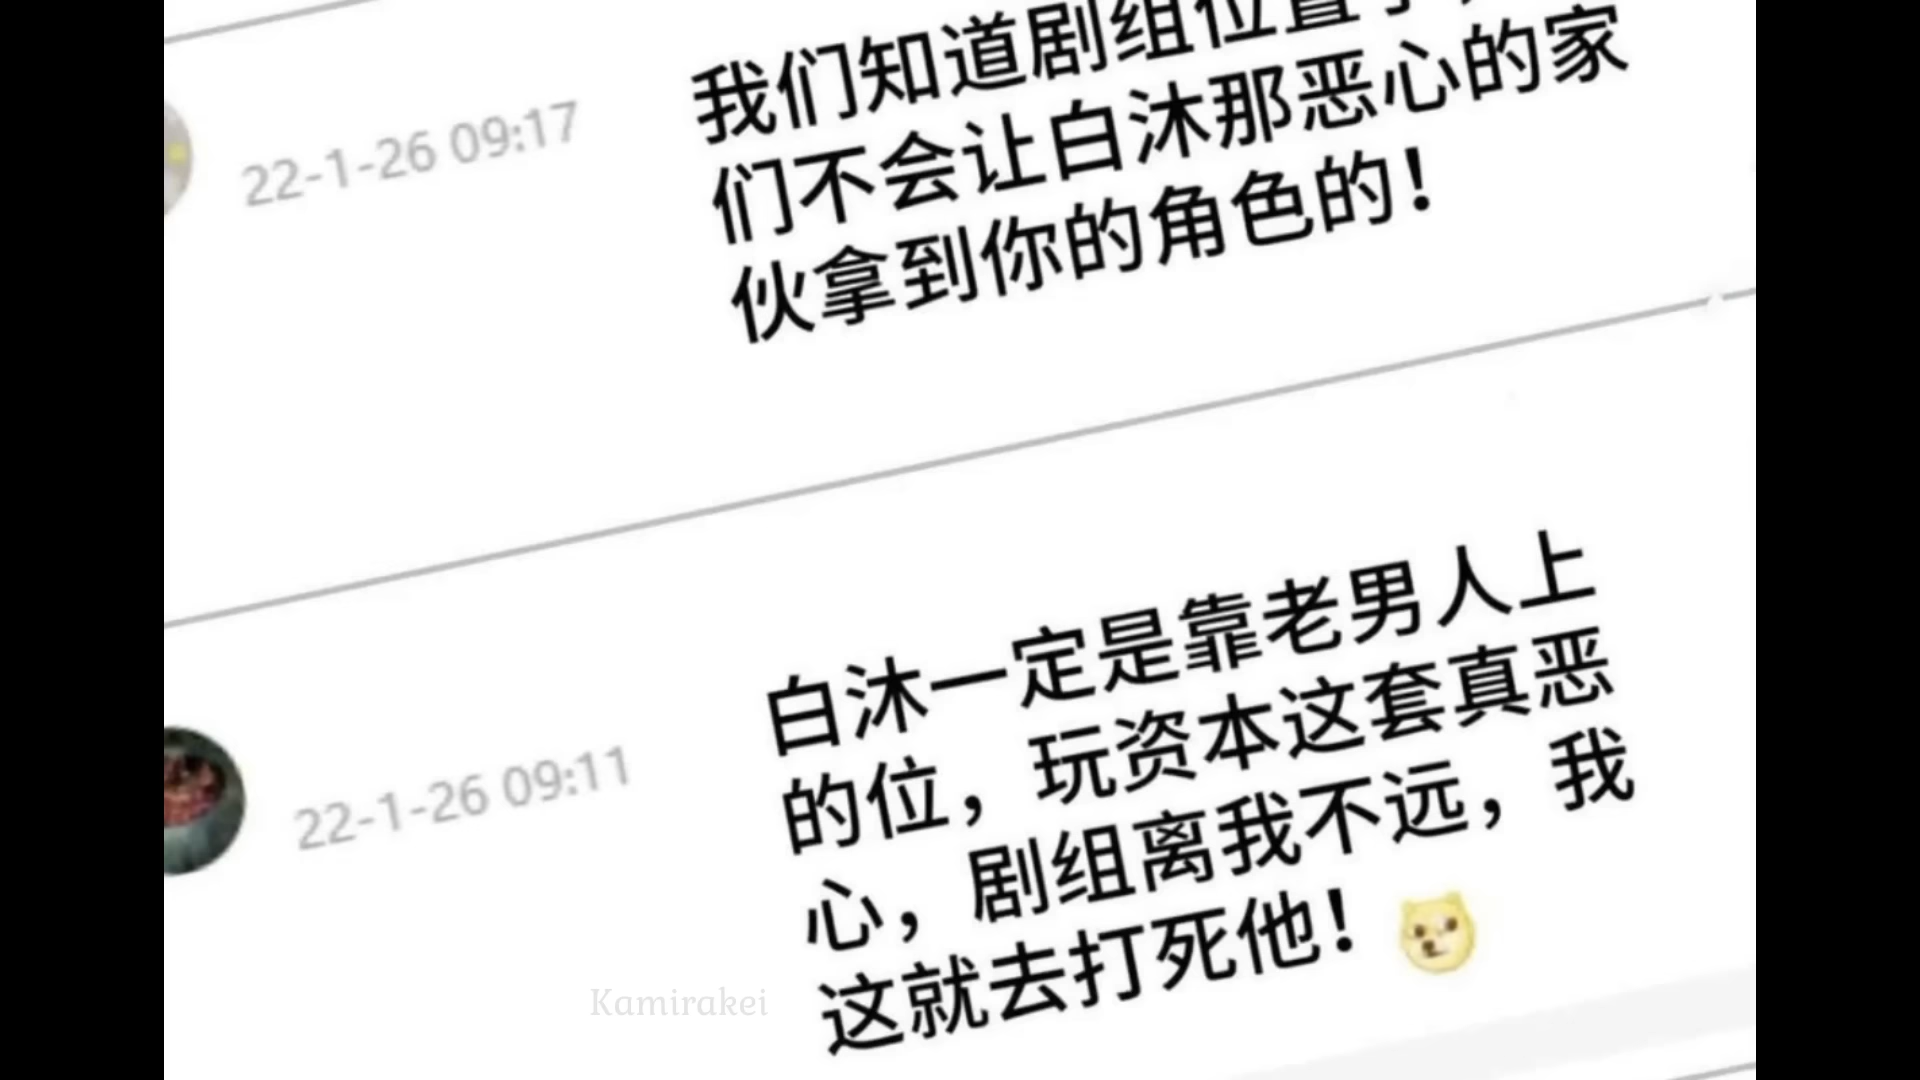 我们知道剧组位置了，
们不会让白沐那恶心的家
伙拿到你的角色的！
22-1-26 09:17
白沐一定是靠老男人上
的位，玩资本这套真恶
心，剧组离我不远，我
这就去打死他！
22-1-26 09:11
Kamirakei